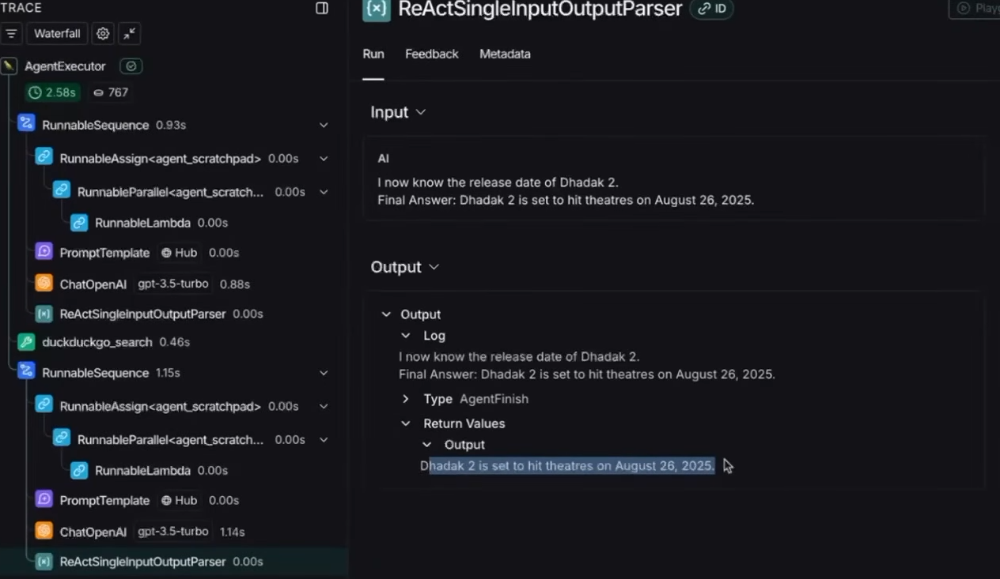 TRACE
Waterfall
AgentExecutor
2.58s 767
RunnableSequence 0.93s
RunnableAssign<agent_scratchpad> 0.00s
RunnableParallel<agent_scratch... 0.00s
RunnableLambda 0.00s
PromptTemplate Hub 0.00s
ChatOpenAI gpt-3.5-turbo 0.88s
ReActSingleInputOutputParser 0.00s
duckduckgo_search 0.46s
RunnableSequence 1.15s
RunnableAssign<agent_scratchpad> 0.00s
RunnableParallel<agent_scratch... 0.00s
RunnableLambda 0.00s
PromptTemplate Hub 0.00s
ChatOpenAI gpt-3.5-turbo 1.14s
ReActSingleInputOutputParser 0.00s
ReActSingleInputOutputParser ID
Run Feedback Metadata
Input
AI
I now know the release date of Dhadak 2.
Final Answer: Dhadak 2 is set to hit theatres on August 26, 2025.
Output
Output
Log
I now know the release date of Dhadak 2.
Final Answer: Dhadak 2 is set to hit theatres on August 26, 2025.
Type AgentFinish
Return Values
Output
Dhadak 2 is set to hit theatres on August 26, 2025.